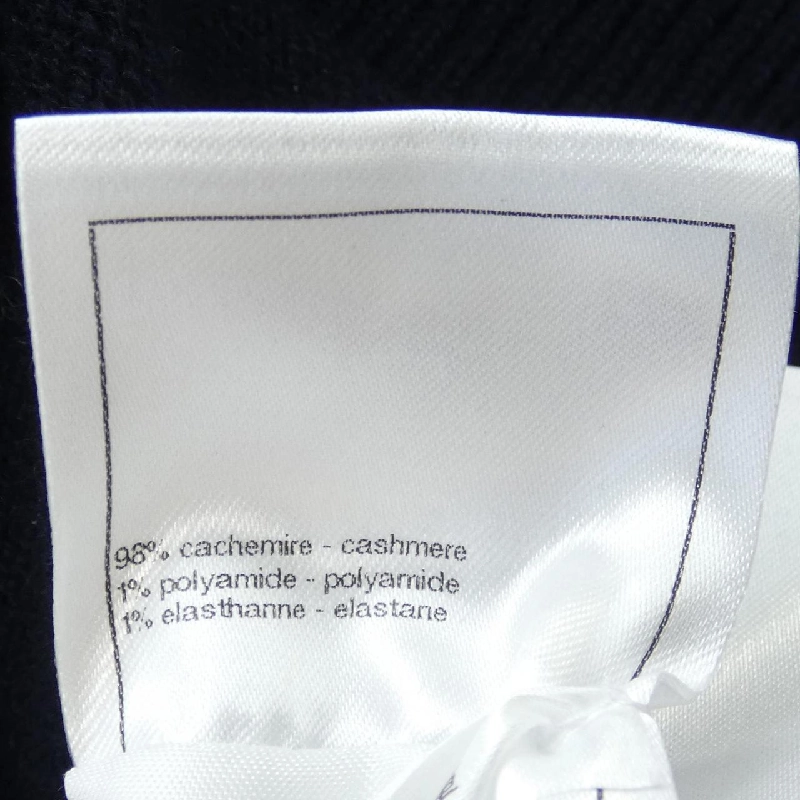 98% cachemire - cashmere
1% polyamide - polyamide
1% elasthanne - elastane